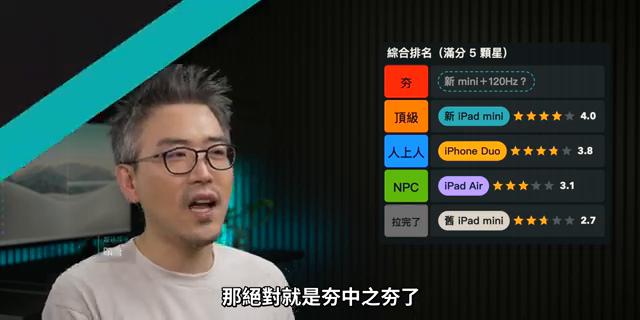 綜合排名（滿分 5 顆星）
夯
新 mini＋120Hz？
頂級
新 iPad mini
4.0
人上人
iPhone Duo
3.8
NPC
iPad Air
3.1
拉完了
舊 iPad mini
2.7
那絕對就是夯中之夯了